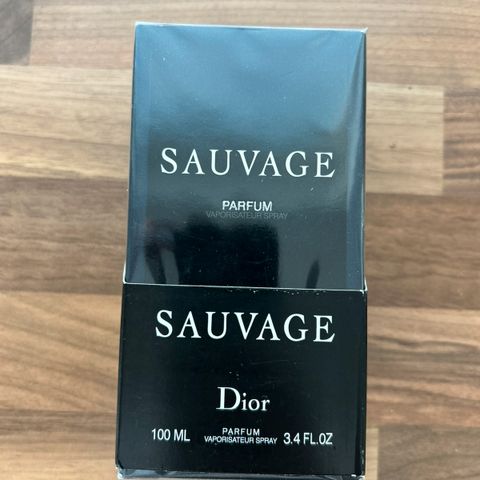 SAUVAGE
PARFUM
VAPORISATEUR SPRAY
SAUVAGE
Dior
100 ML PARFUM VAPORISATEUR SPRAY 3.4 FL.OZ